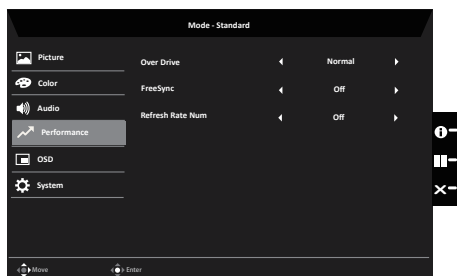 Mode - Standard
Picture
Over Drive Normal
Color
FreeSync Off
Audio
Refresh Rate Num Off
Performance
OSD
System
Move Enter